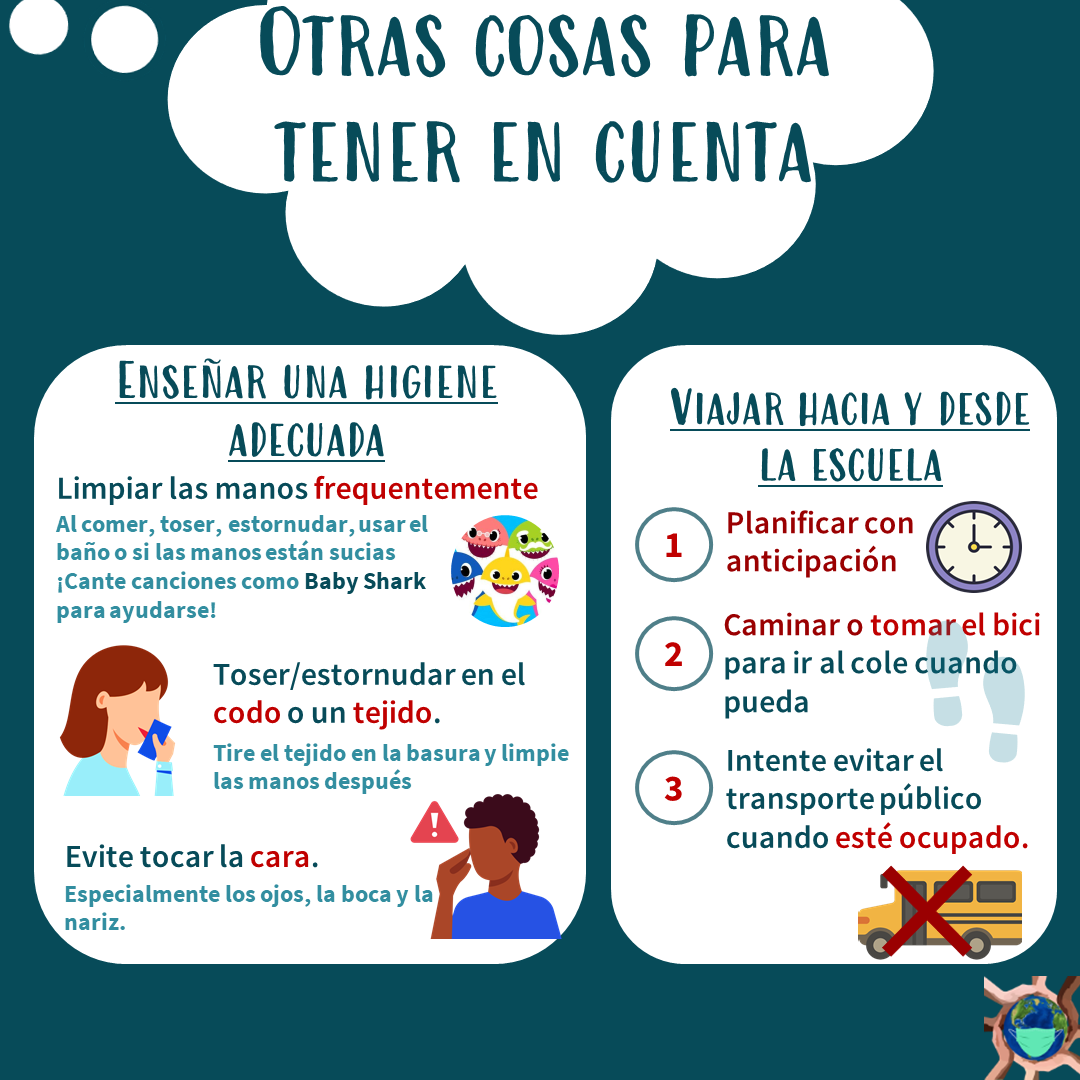 OTRAS COSAS PARA
TENER EN CUENTA
ENSEÑAR UNA HIGIENE
ADECUADA
Limpiar las manos frequentemente
Al comer, toser, estornudar, usar el
baño o si las manos están sucias
¡Cante canciones como Baby Shark
para ayudarse!
Toser/estornudar en el
codo o un tejido.
Tire el tejido en la basura y limpie
las manos después
Evite tocar la cara.
Especialmente los ojos, la boca y la
nariz.
VIAJAR HACIA Y DESDE
LA ESCUELA
1
Planificar con
anticipación
2
Caminar o tomar el bici
para ir al cole cuando
pueda
3
Intente evitar el
transporte público
cuando esté ocupado.